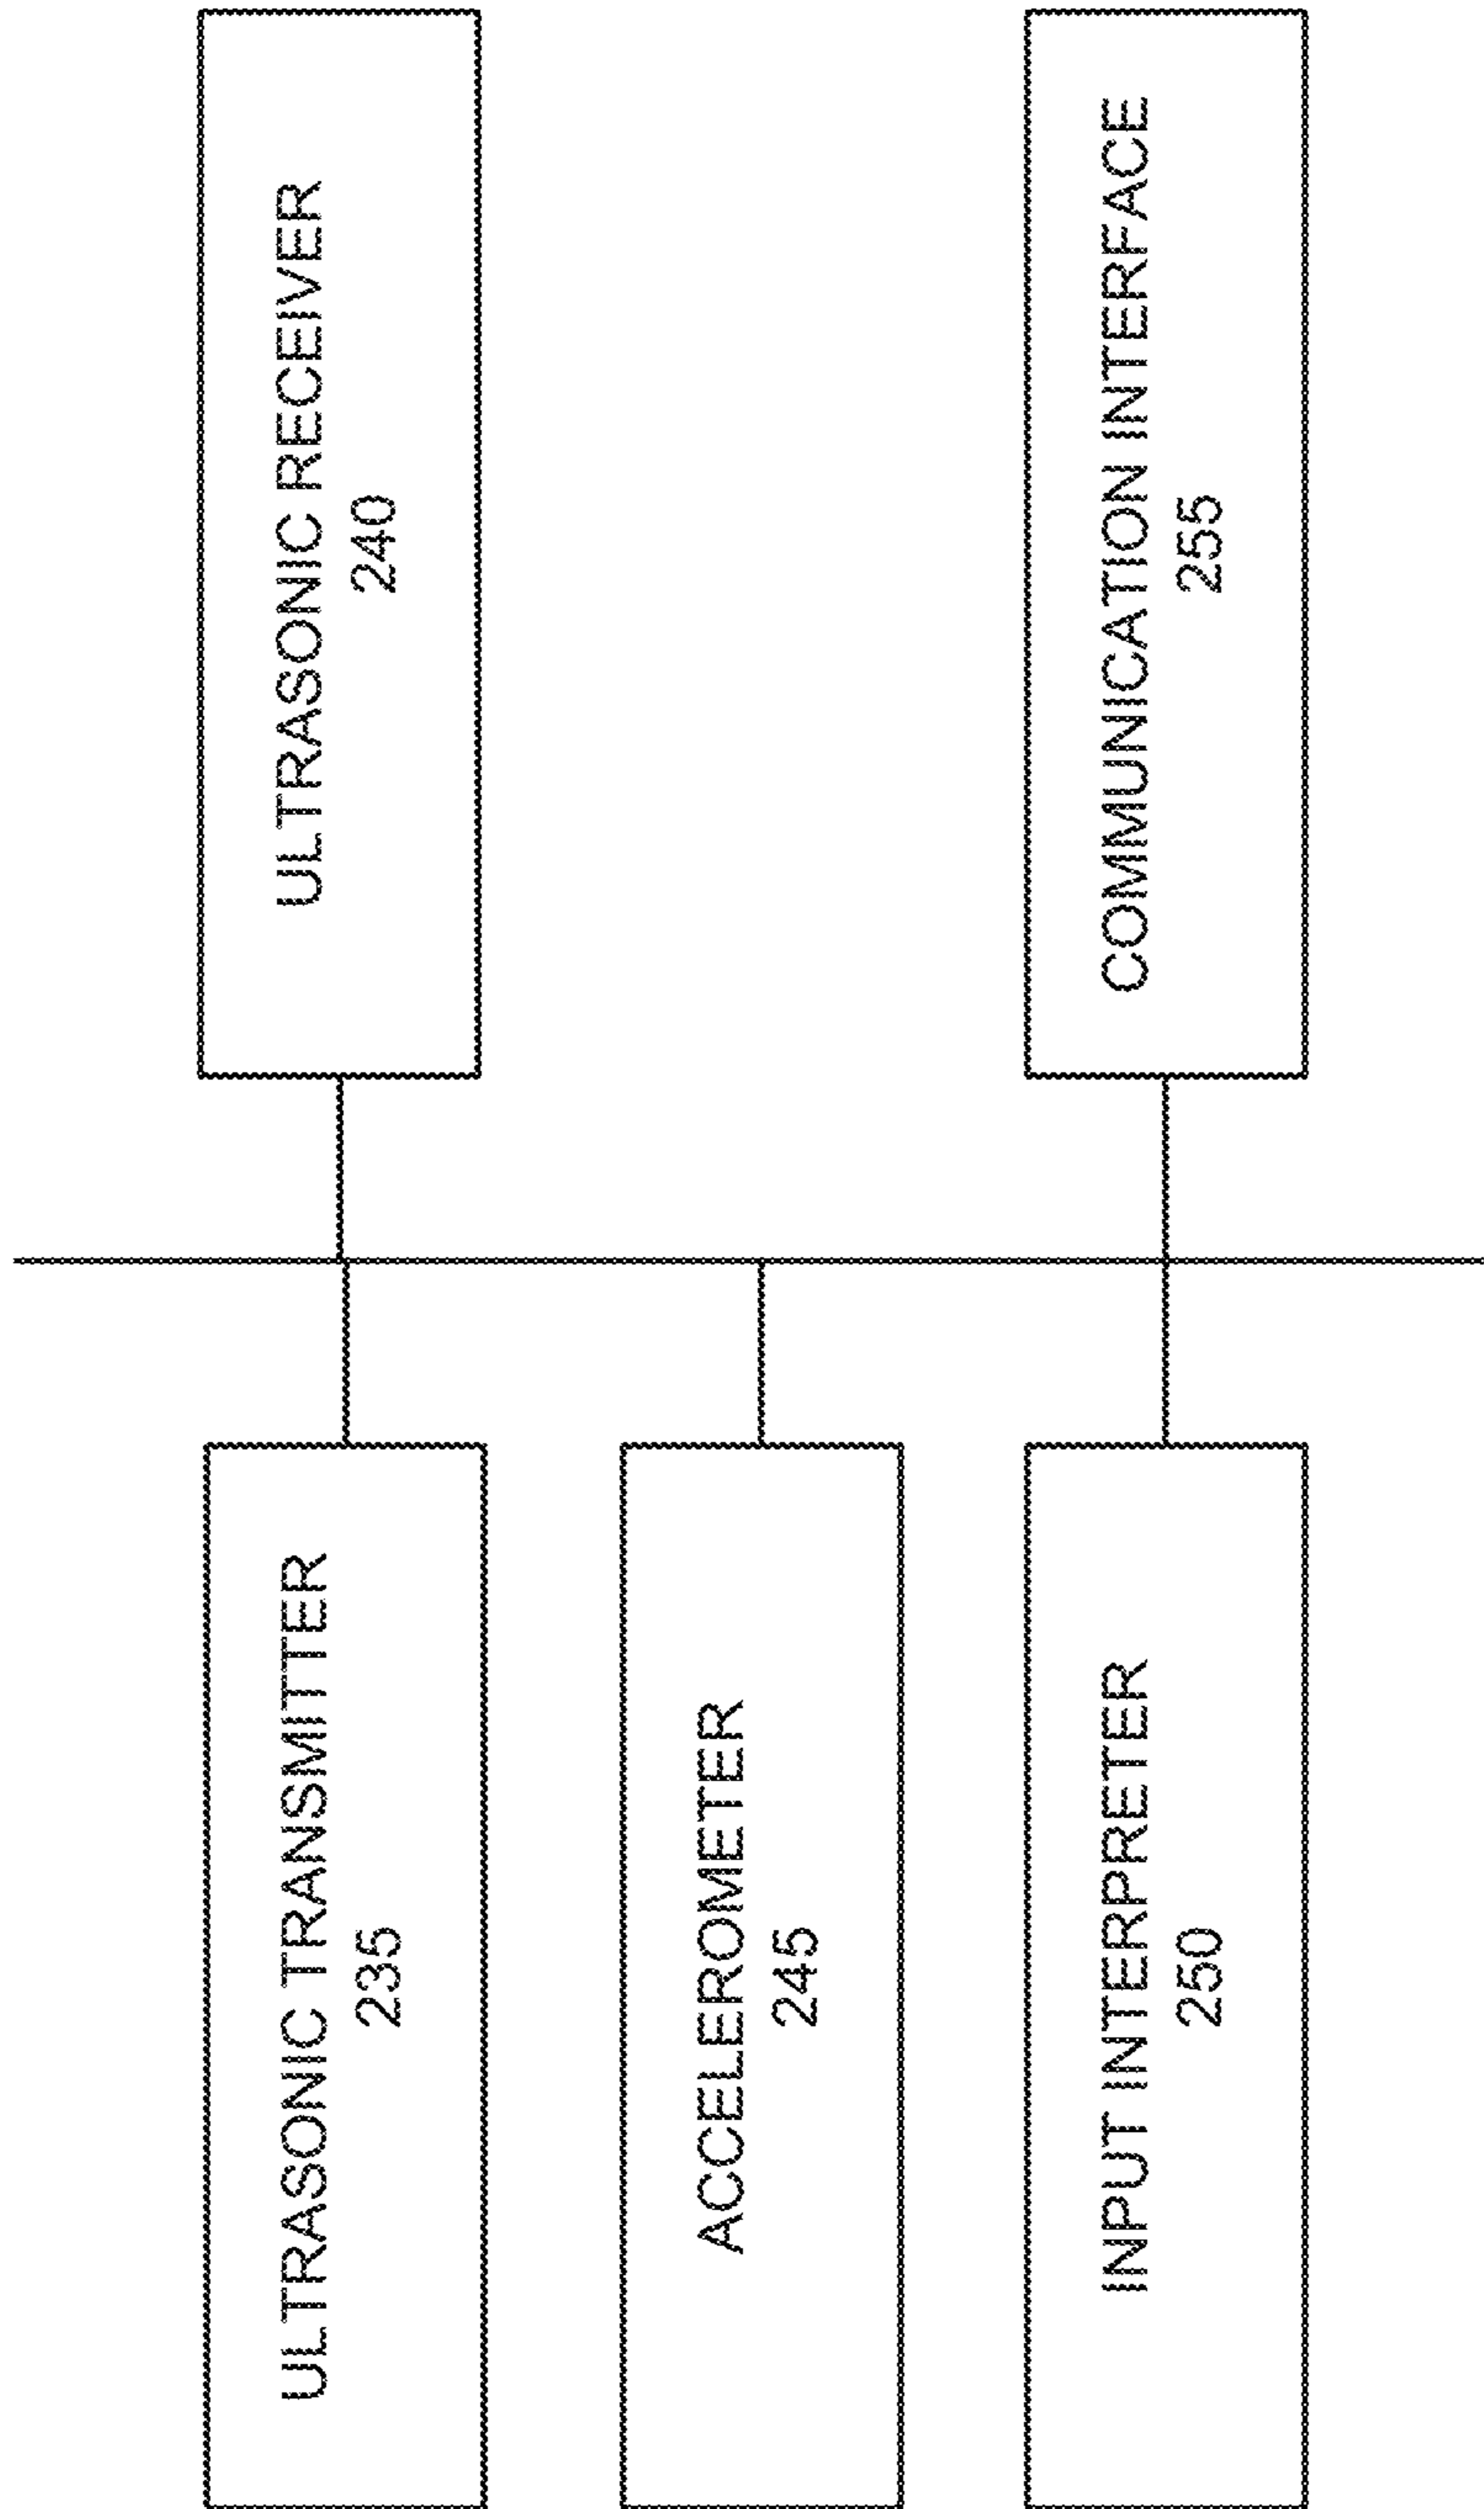 ULTRASONIC TRANSMITTER
235
ULTRASONIC RECEIVER
240
ACCELEROMETER
245
INPUT INTERPRETER
250
COMMUNICATION INTERFACE
255